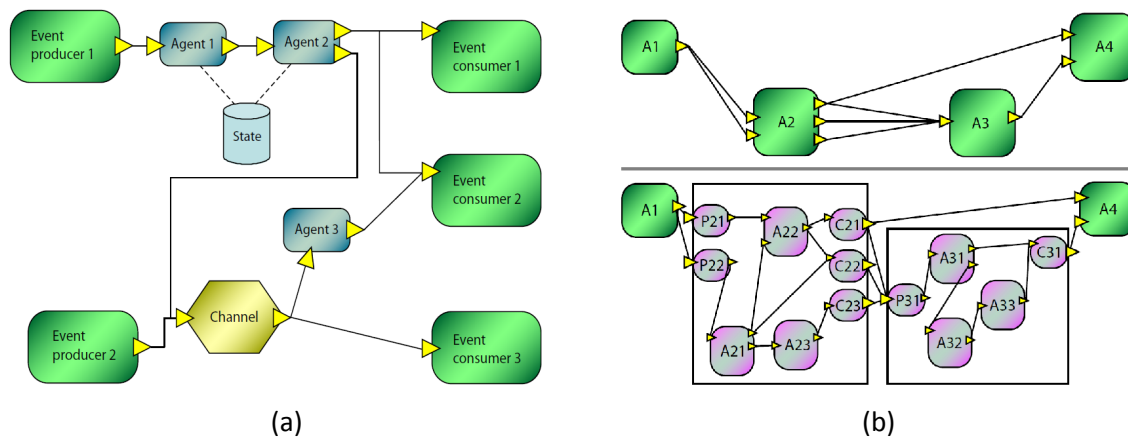 Event
producer 1
Agent 1
Agent 2
Event
consumer 1
State
Event
consumer 2
Agent 3
Channel
Event
producer 2
Event
consumer 3
(a)
A1
A4
A2
A3
A1
P21
A22
C21
A4
P22
C22
A31
C31
C23
P31
A33
A21
A23
A32
(b)